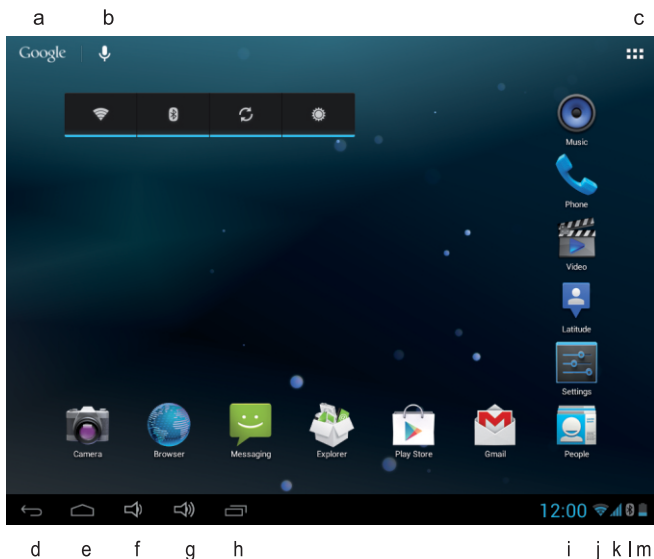 a b c
Google
Music
Phone
Video
Latitude
Settings
Camera Browser Messaging Explorer Play Store Gmail People
12:00
d e f g h i j k l m